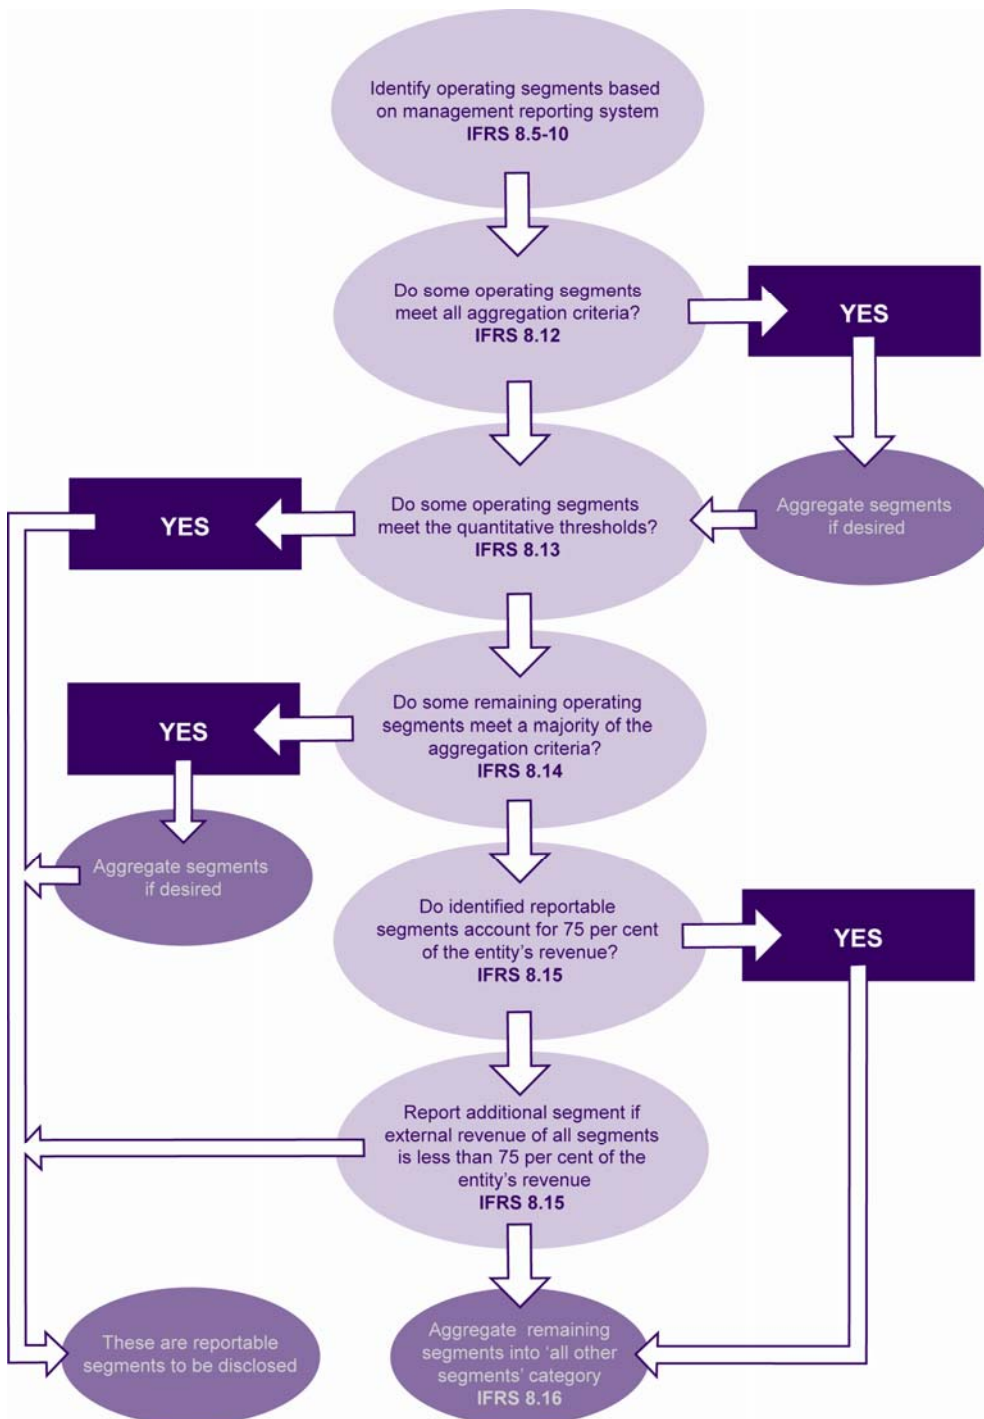 Identify operating segments based
on management reporting system
IFRS 8.5-10
Do some operating segments
meet all aggregation criteria?
IFRS 8.12
YES
Aggregate segments
if desired
Do some operating segments
meet the quantitative thresholds?
IFRS 8.13
YES
Do some remaining operating
segments meet a majority of the
aggregation criteria?
IFRS 8.14
YES
Aggregate segments
if desired
Do identified reportable
segments account for 75 per cent
of the entity's revenue?
IFRS 8.15
YES
Report additional segment if
external revenue of all segments
is less than 75 per cent of the
entity's revenue
IFRS 8.15
These are reportable
segments to be disclosed
Aggregate remaining
segments into 'all other
segments' category
IFRS 8.16